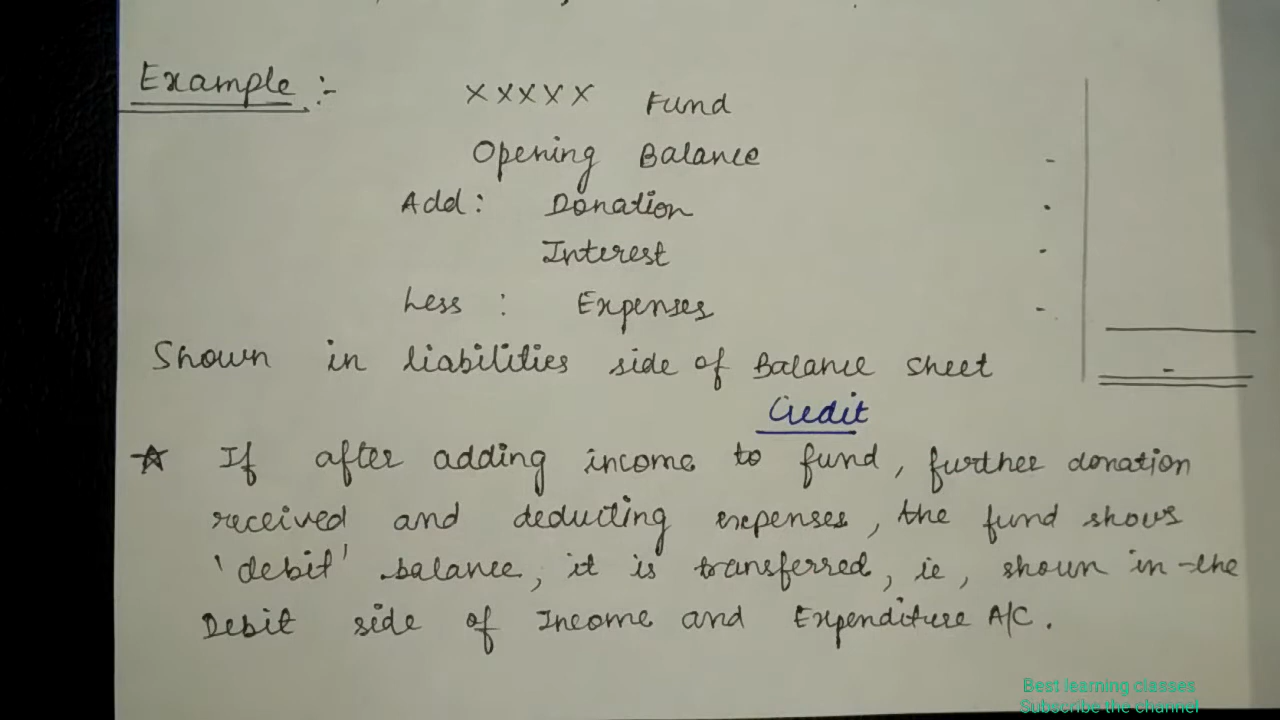 Example :-
XXXXX Fund
Opening Balance -
Add: Donation .
Interest -
Less : Expenses -
Shown in liabilities side of Balance sheet -
Credit
☆ If after adding income to fund, further donation
received and deducting expenses, the fund shows
'debit' balance, it is transferred, ie, shown in the
Debit side of Income and Expenditure A/C.
Best learning classes
Subscribe the channel